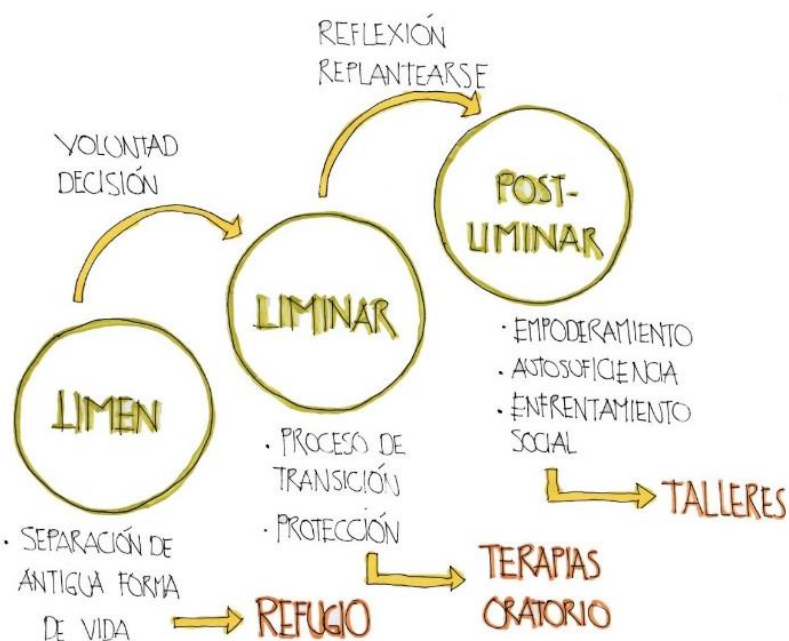 REFLEXIÓN
REPLANTEARSE
VOLUNTAD
DECISIÓN
POST-
LIMINAR
LIMINAR
LIMEN
· EMPODERAMIENTO
· AUTOSUFICIENCIA
· ENFRENTAMIENTO
SOCIAL
TALLERES
· PROCESO DE
TRANSICIÓN
· PROTECCIÓN
TERAPIAS
ORATORIO
· SEPARACIÓN DE
ANTIGUA FORMA
DE VIDA
REFUGIO